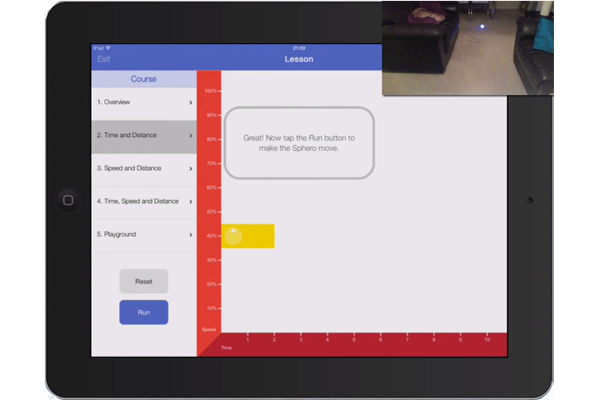 iPad
21:59
Exit
Lesson
Course
1. Overview
2. Time and Distance
3. Speed and Distance
4. Time, Speed and Distance
5. Playground
Reset
Run
100%
90%
80%
70%
60%
50%
40%
30%
20%
10%
Speed
Great! Now tap the Run button to
make the Sphero move.
1 2 3 4 5 6 7 8 9 10
Time